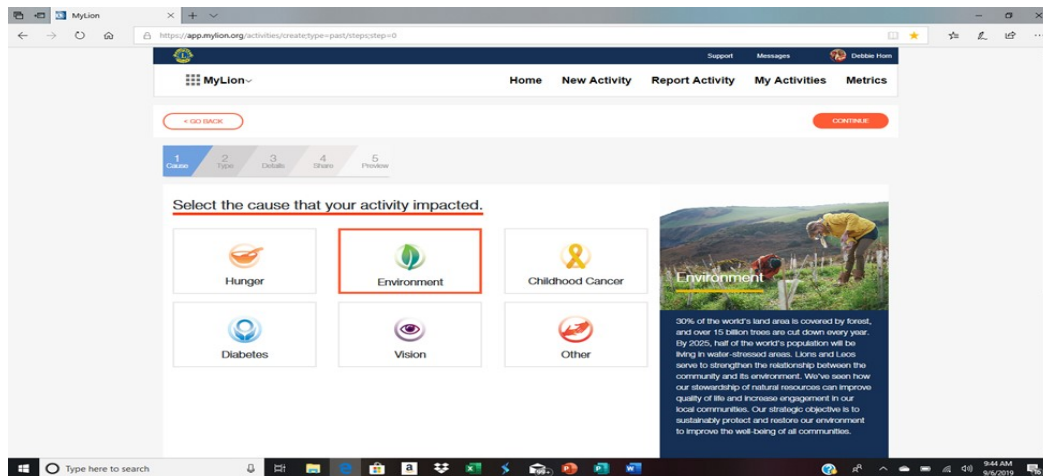 MyLion
https://app.mylion.org/activities/create;type=past/steps;step=0
Support Messages Debbie Horn
MyLion
Home New Activity Report Activity My Activities Metrics
< GO BACK
CONTINUE
1 2 3 4 5
Cause Type Details Share Preview
Select the cause that your activity impacted.
Hunger Environment Childhood Cancer
Diabetes Vision Other
Environment
30% of the world's land area is covered by forest,
and over 15 billion trees are cut down every year.
By 2025, half of the world's population will be
living in water-stressed areas. Lions and Leos
serve to strengthen the relationship between the
community and its environment. We've seen how
our stewardship of natural resources can improve
quality of life and increase engagement in our
local communities. Our strategic objective is to
sustainably protect and restore our environment
to improve the well-being of all communities.
Type here to search
99+
9:44 AM
9/6/2019